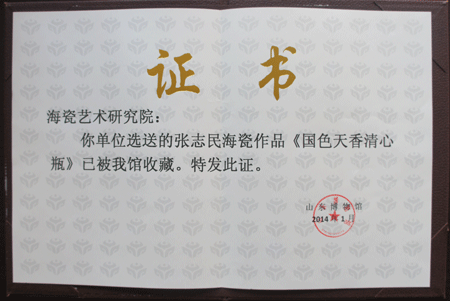 证书
海瓷艺术研究院：
你单位选送的张志民海瓷作品《国色天香清心
瓶》已被我馆收藏。特发此证。
山东博物馆
2014年1月